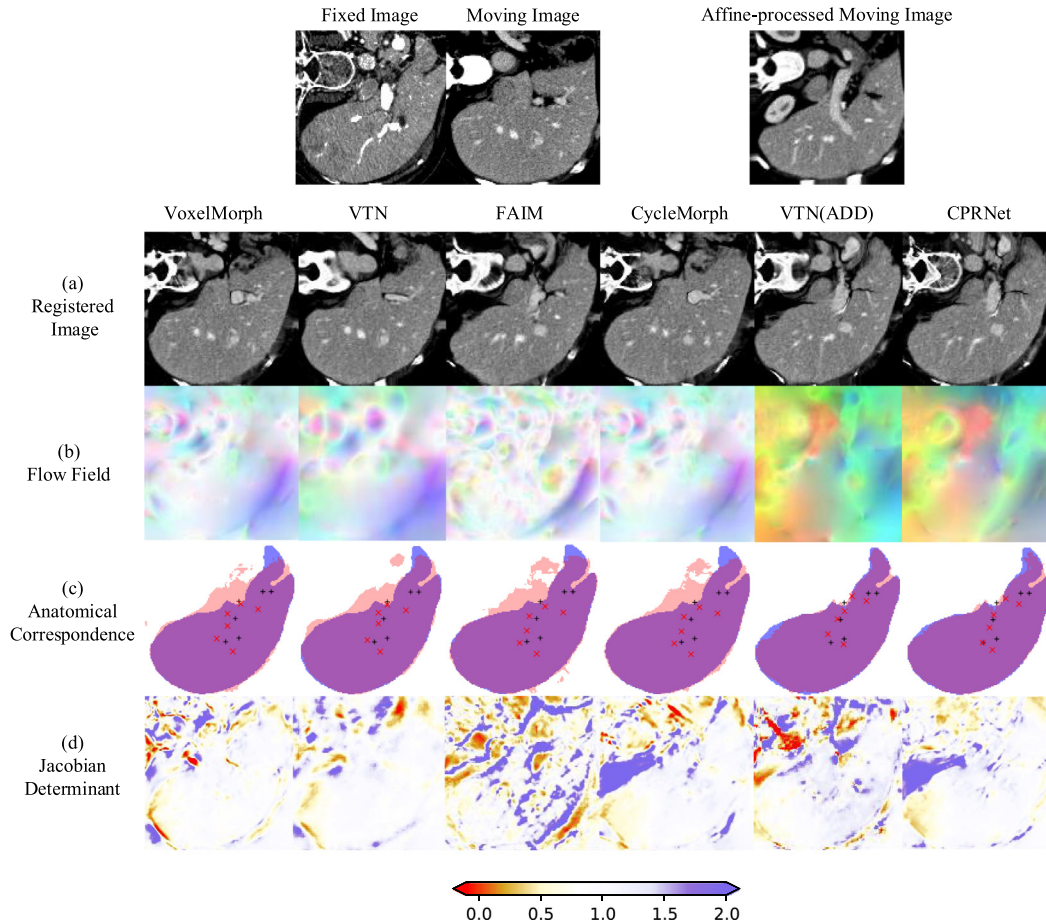 Fixed Image Moving Image Affine-processed Moving Image
VoxelMorph VTN FAIM CycleMorph VTN(ADD) CPRNet
(a)
Registered
Image
(b)
Flow Field
(c)
Anatomical
Correspondence
(d)
Jacobian
Determinant
0.0 0.5 1.0 1.5 2.0